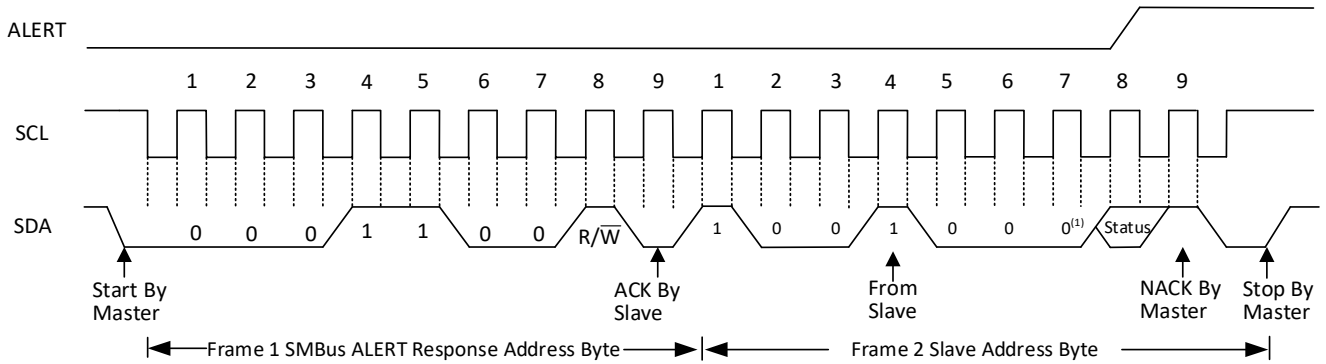 ALERT
1 2 3 4 5 6 7 8 9 1 2 3 4 5 6 7 8 9
SCL
SDA
0 0 0 1 1 0 0 R/W̅ 1 0 0 1 0 0 0⁽¹⁾ Status
Start By
Master
ACK By
Slave
From
Slave
NACK By
Master
Stop By
Master
Frame 1 SMBus ALERT Response Address Byte
Frame 2 Slave Address Byte